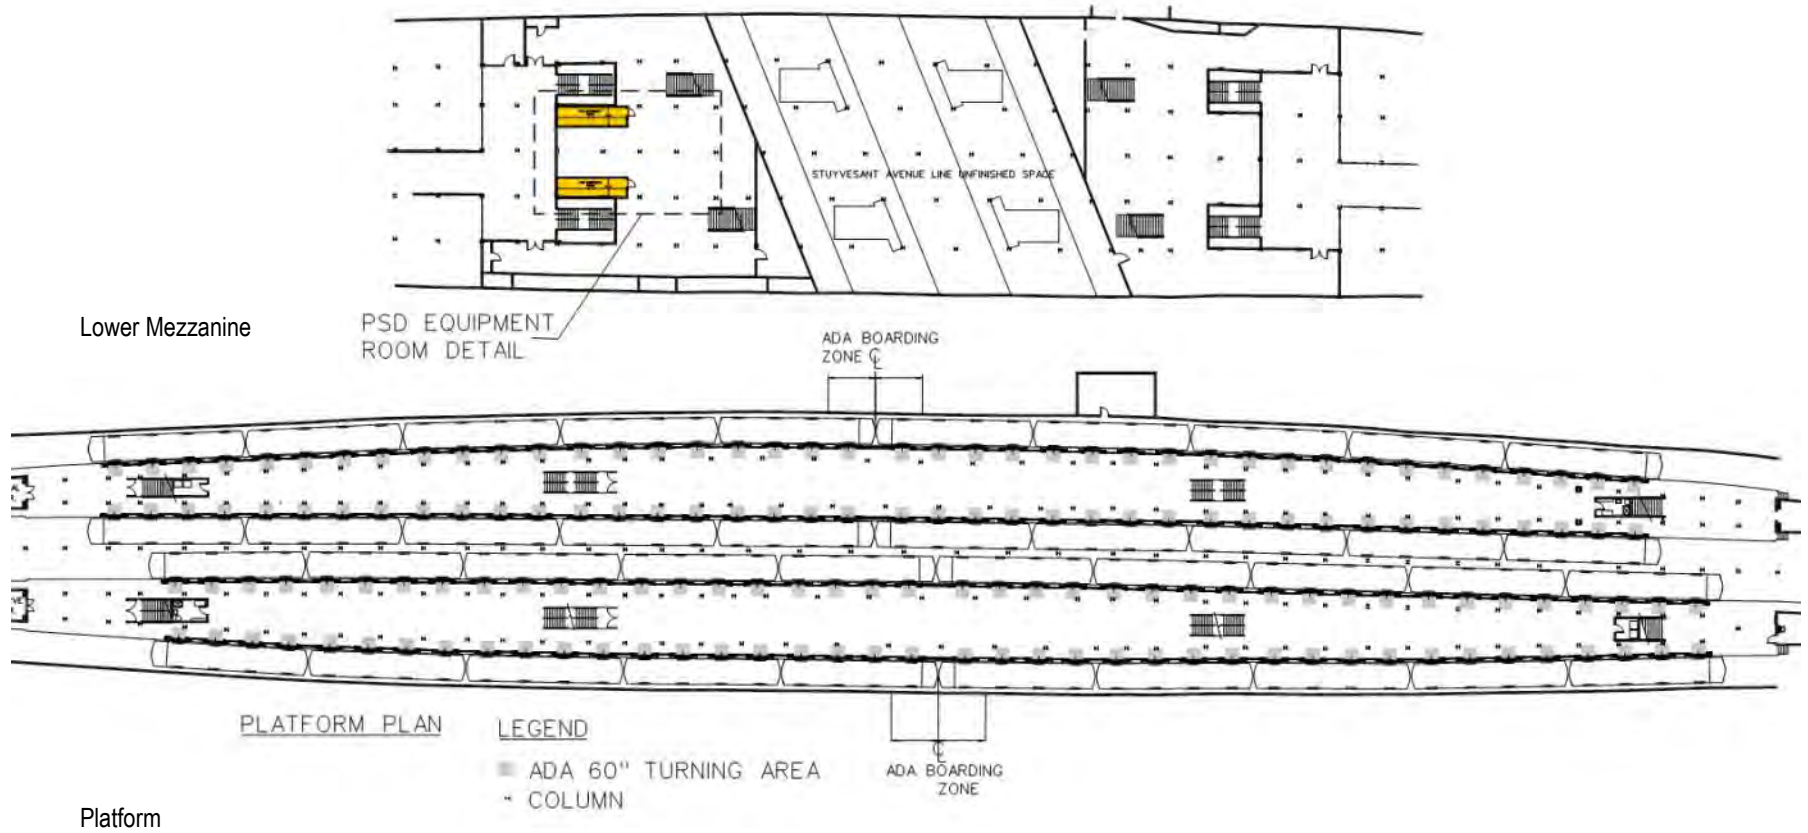 STUYVESANT AVENUE LINE UNFINISHED SPACE
Lower Mezzanine
PSD EQUIPMENT
ROOM DETAIL
ADA BOARDING
ZONE ℄
PLATFORM PLAN
LEGEND
ADA 60" TURNING AREA
COLUMN
℄
ADA BOARDING
ZONE
Platform